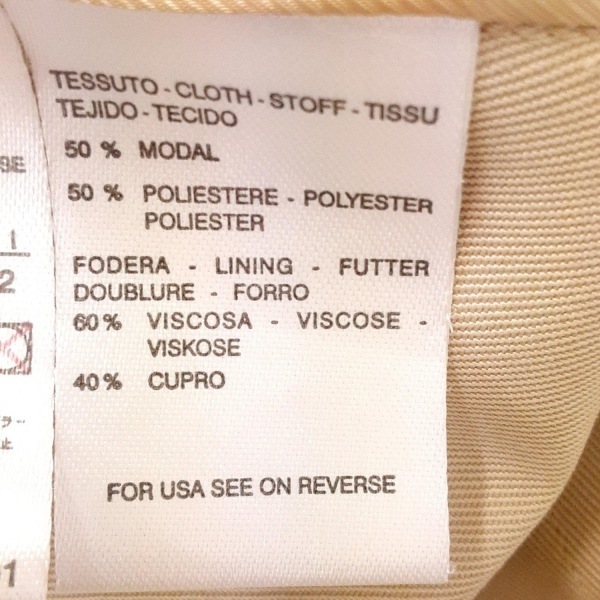 TESSUTO - CLOTH - STOFF - TISSU
TEJIDO - TECIDO
50 % MODAL
50 % POLIESTERE - POLYESTER
POLIESTER
FODERA - LINING - FUTTER
DOUBLURE - FORRO
60 % VISCOSA - VISCOSE -
VISKOSE
40 % CUPRO
FOR USA SEE ON REVERSE
I
2